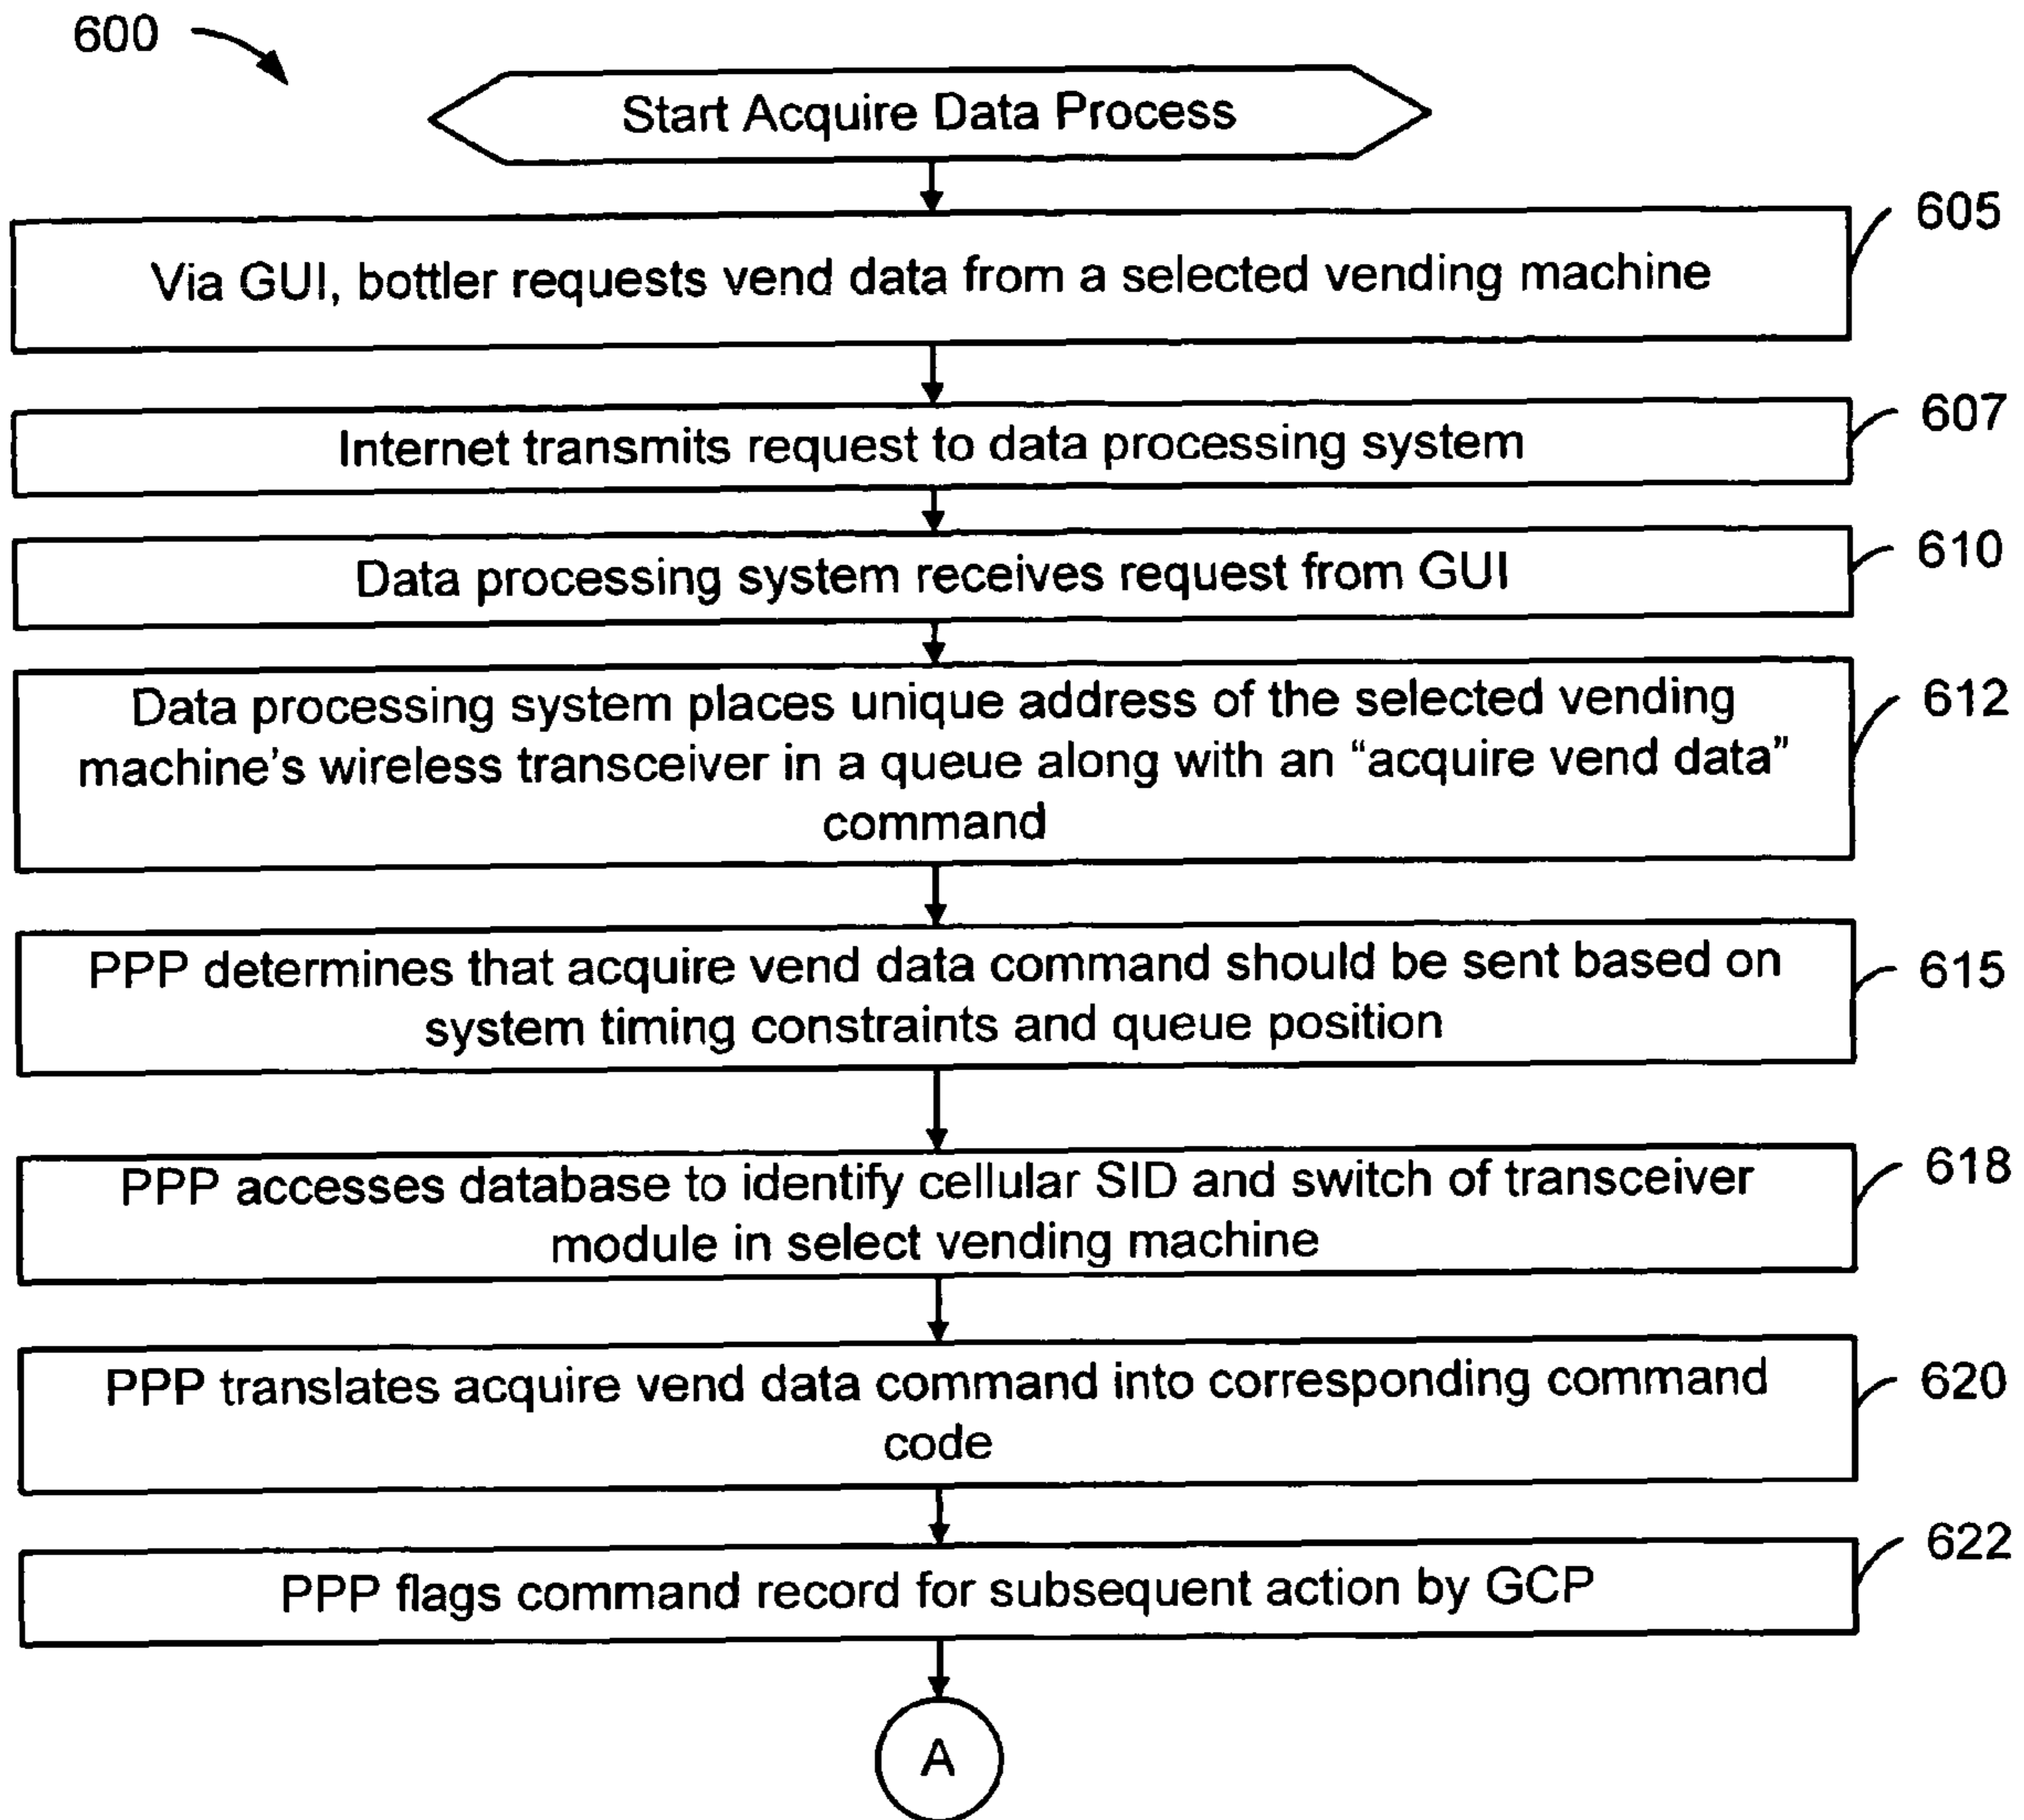 600
Start Acquire Data Process
605
Via GUI, bottler requests vend data from a selected vending machine
607
Internet transmits request to data processing system
610
Data processing system receives request from GUI
612
Data processing system places unique address of the selected vending
machine's wireless transceiver in a queue along with an “acquire vend data”
command
615
PPP determines that acquire vend data command should be sent based on
system timing constraints and queue position
618
PPP accesses database to identify cellular SID and switch of transceiver
module in select vending machine
620
PPP translates acquire vend data command into corresponding command
code
622
PPP flags command record for subsequent action by GCP
A